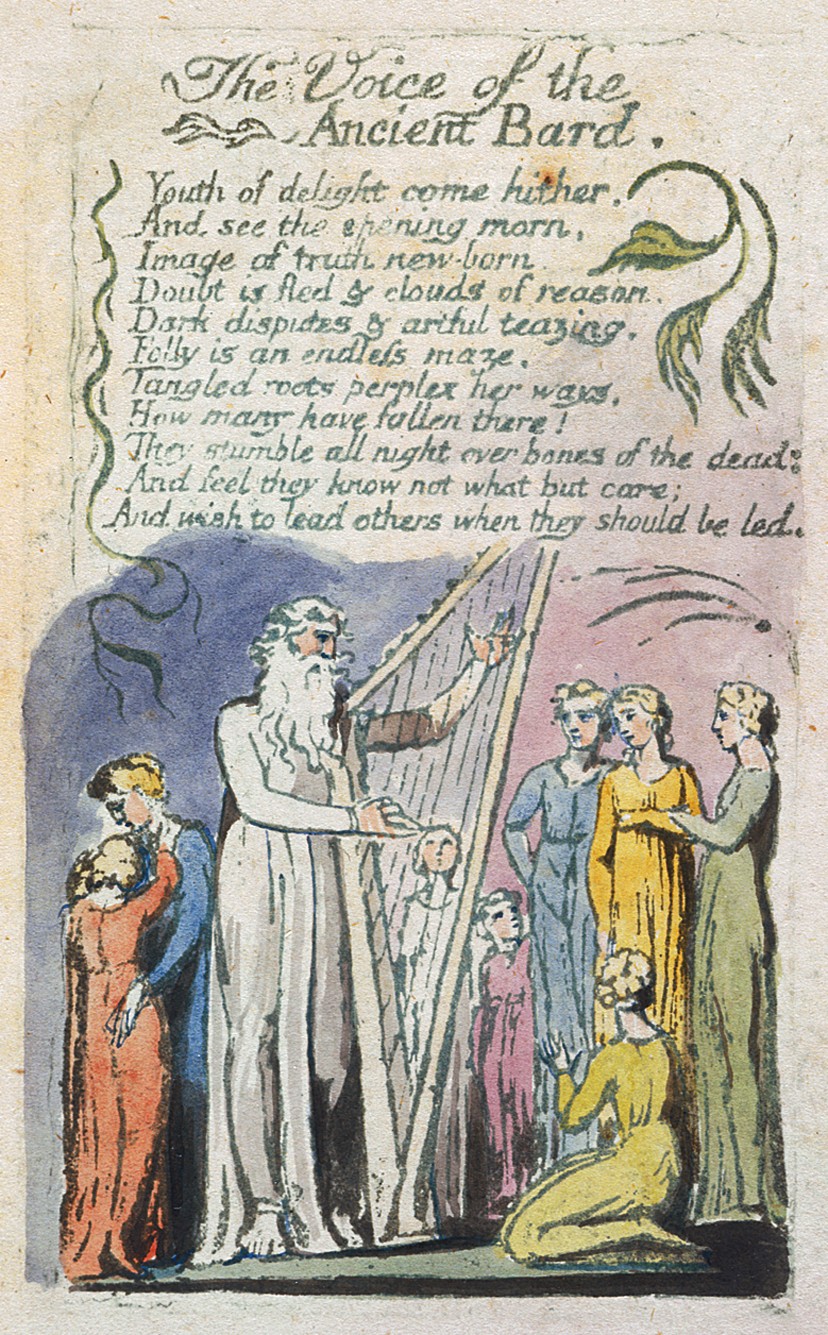 The Voice of the
Ancient Bard.
Youth of delight come hither.
And see the opening morn,
Image of truth new-born
Doubt is fled & clouds of reason.
Dark disputes & artful teazing.
Folly is an endleſs maze,
Tangled roots perplex her ways,
How many have fallen there!
They stumble all night over bones of the dead:
And feel they know not what but care;
And wish to lead others when they should be led.